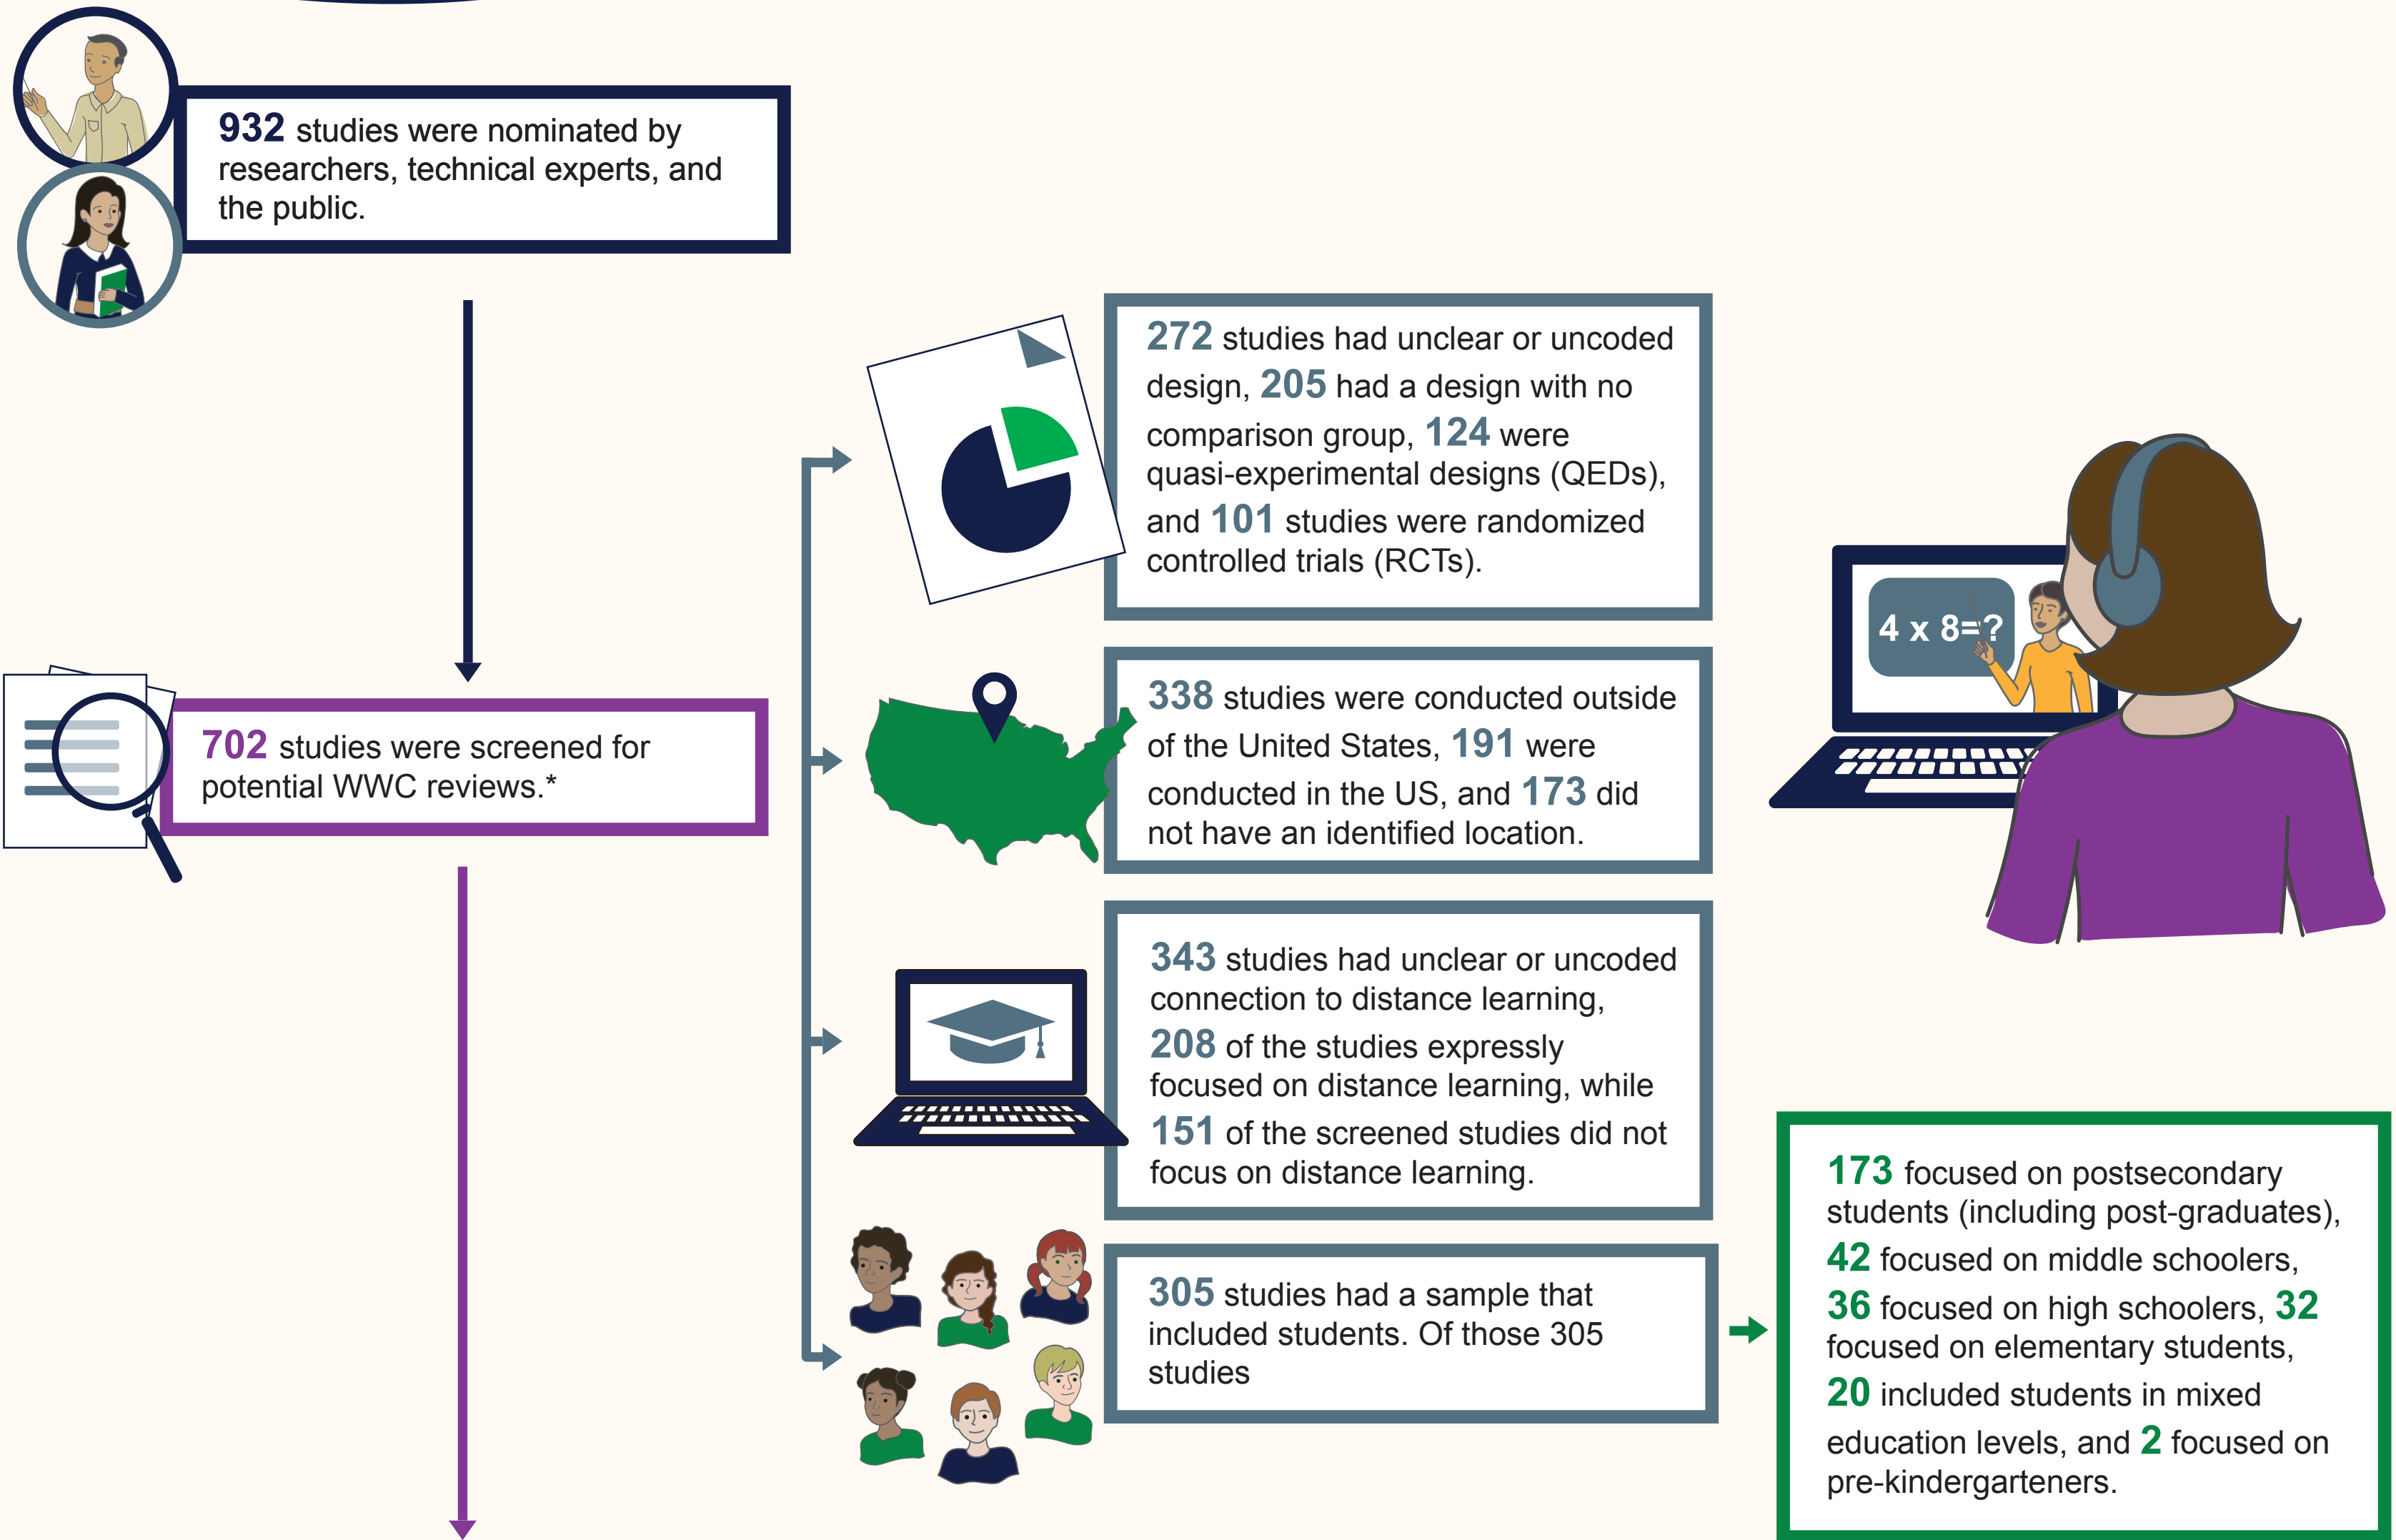 932 studies were nominated by
researchers, technical experts, and
the public.
702 studies were screened for
potential WWC reviews.*
272 studies had unclear or uncoded
design, 205 had a design with no
comparison group, 124 were
quasi-experimental designs (QEDs),
and 101 studies were randomized
controlled trials (RCTs).
338 studies were conducted outside
of the United States, 191 were
conducted in the US, and 173 did
not have an identified location.
4 x 8=?
343 studies had unclear or uncoded
connection to distance learning,
208 of the studies expressly
focused on distance learning, while
151 of the screened studies did not
focus on distance learning.
305 studies had a sample that
included students. Of those 305
studies
173 focused on postsecondary
students (including post-graduates),
42 focused on middle schoolers,
36 focused on high schoolers, 32
focused on elementary students,
20 included students in mixed
education levels, and 2 focused on
pre-kindergarteners.